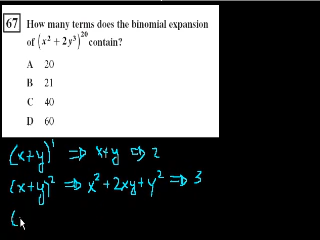 67 How many terms does the binomial expansion
of (x² + 2y³)²⁰ contain?
A 20
B 21
C 40
D 60
(x+y)¹ ⇒ x+y ⇒ 2
(x+y)² ⇒ x² + 2xy + y² ⇒ 3
(